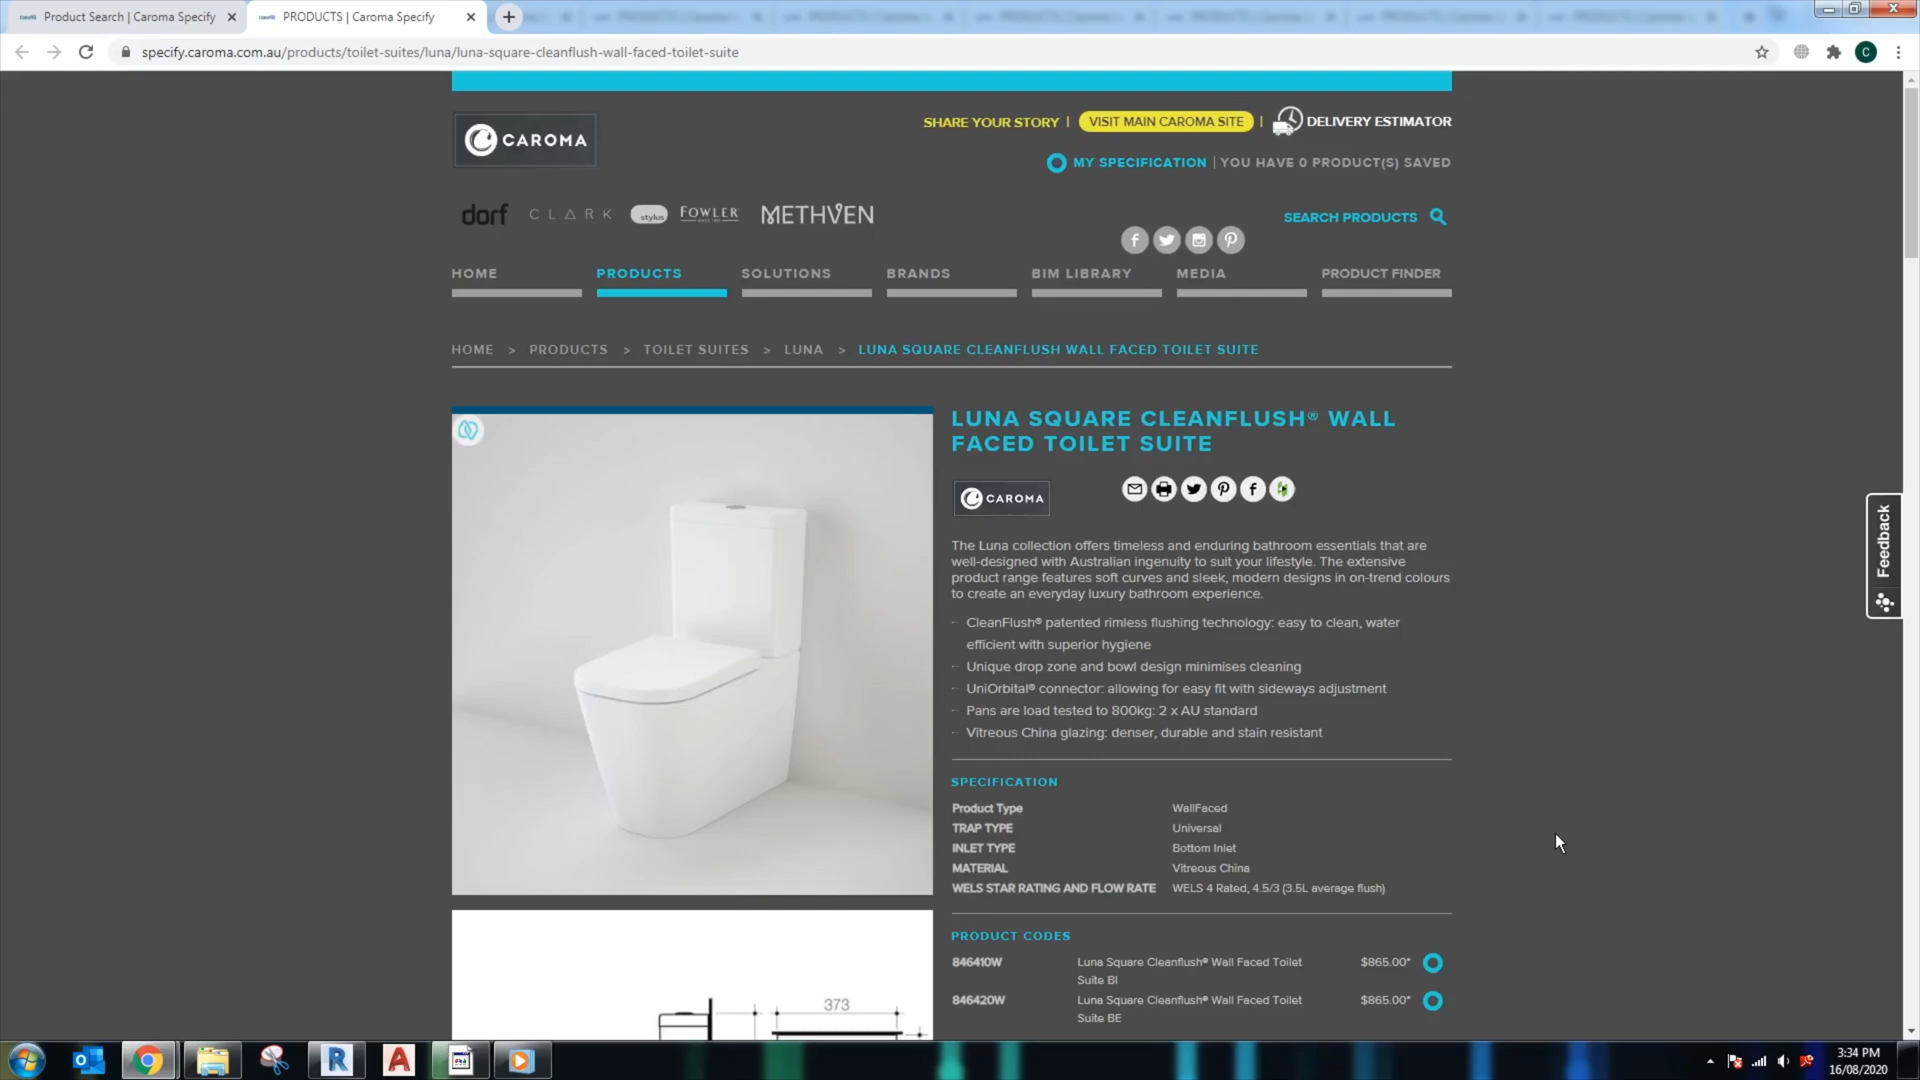 Product Search | Caroma Specify
PRODUCTS | Caroma Specify
specify.caroma.com.au/products/toilet-suites/luna/luna-square-cleanflush-wall-faced-toilet-suite
C
CAROMA
SHARE YOUR STORY |
VISIT MAIN CAROMA SITE |
DELIVERY ESTIMATOR
MY SPECIFICATION | YOU HAVE 0 PRODUCT(S) SAVED
dorf CLARK stylus FOWLER METHVEN
SEARCH PRODUCTS
HOME PRODUCTS SOLUTIONS BRANDS BIM LIBRARY MEDIA PRODUCT FINDER
HOME > PRODUCTS > TOILET SUITES > LUNA > LUNA SQUARE CLEANFLUSH WALL FACED TOILET SUITE
LUNA SQUARE CLEANFLUSH® WALL
FACED TOILET SUITE
CAROMA
The Luna collection offers timeless and enduring bathroom essentials that are
well-designed with Australian ingenuity to suit your lifestyle. The extensive
product range features soft curves and sleek, modern designs in on-trend colours
to create an everyday luxury bathroom experience.
– CleanFlush® patented rimless flushing technology: easy to clean, water
efficient with superior hygiene
– Unique drop zone and bowl design minimises cleaning
– UniOrbital® connector: allowing for easy fit with sideways adjustment
– Pans are load tested to 800kg: 2 x AU standard
– Vitreous China glazing: denser, durable and stain resistant
SPECIFICATION
Product Type WallFaced
TRAP TYPE Universal
INLET TYPE Bottom Inlet
MATERIAL Vitreous China
WELS STAR RATING AND FLOW RATE WELS 4 Rated, 4.5/3 (3.5L average flush)
PRODUCT CODES
846410W Luna Square Cleanflush® Wall Faced Toilet $865.00*
Suite BI
846420W Luna Square Cleanflush® Wall Faced Toilet $865.00*
Suite BE
373
Feedback
3:34 PM
16/08/2020